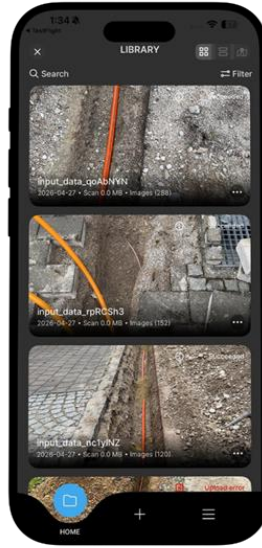 1:34
◀ TestFlight
LIBRARY
Search
Filter
input_data_qoAbNYN
2026-04-27 • Scan 0.0 MB • Images (288)
input_data_rpRCSh3
2026-04-27 • Scan 0.0 MB • Images (152)
Succeeded
input_data_nc1yINZ
2026-04-27 • Scan 0.0 MB • Images (120)
Upload error
HOME